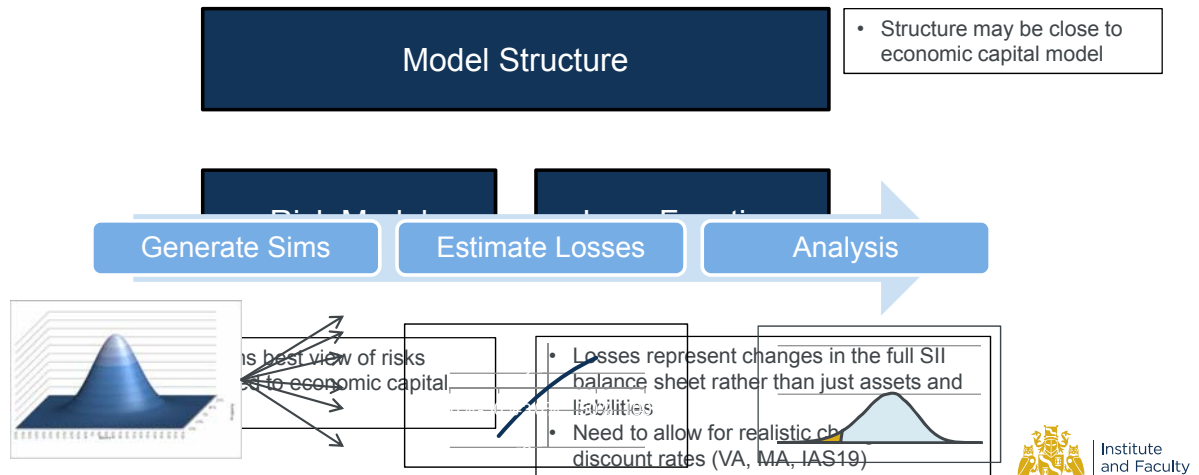 Model Structure
• Structure may be close to
economic capital model
Generate Sims
Estimate Losses
Analysis
best view of risks
to economic capital
• Losses represent changes in the full SII
balance sheet rather than just assets and
liabilities
• Need to allow for realistic
discount rates (VA, MA, IAS19)
Institute
and Faculty